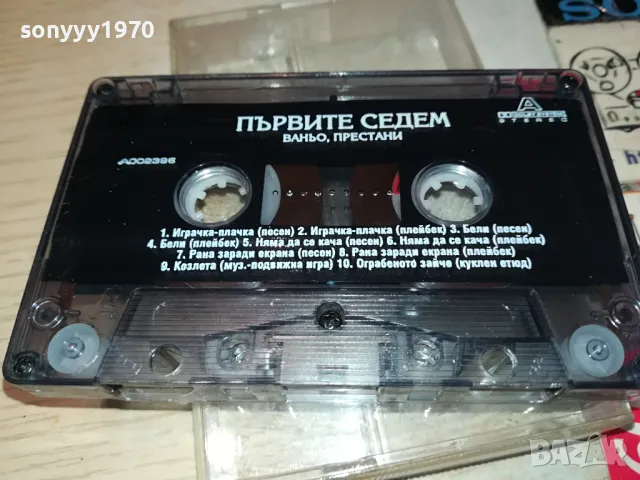 sonyyy1970
ПЪРВИТЕ СЕДЕМ
ВАНЬО, ПРЕСТАНИ
A002396
A
STEREO
1. Играчка-плачка (песен) 2. Играчка-плачка (плейбек) 3. Бели (песен)
4. Бели (плейбек) 5. Няма да се кача (песен) 6. Няма да се кача (плейбек)
7. Рана заради екрана (песен) 8. Рана заради екрана (плейбек)
9. Козлета (муз.-подвижна игра) 10. Ограбеното зайче (куклен етюд)
BAZAR